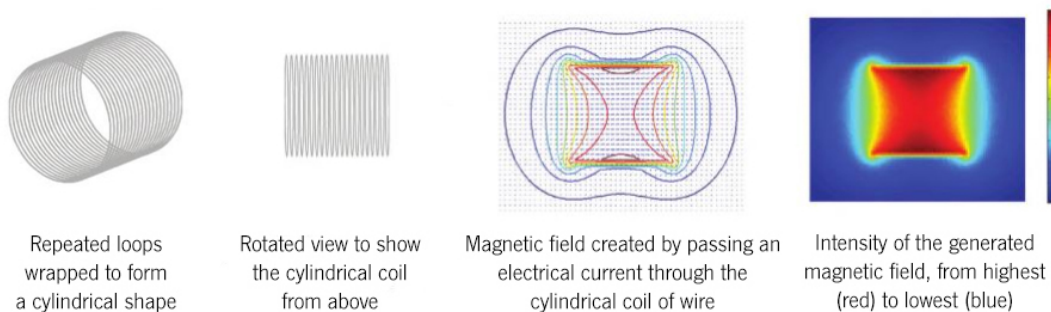 Repeated loops
wrapped to form
a cylindrical shape
Rotated view to show
the cylindrical coil
from above
Magnetic field created by passing an
electrical current through the
cylindrical coil of wire
Intensity of the generated
magnetic field, from highest
(red) to lowest (blue)